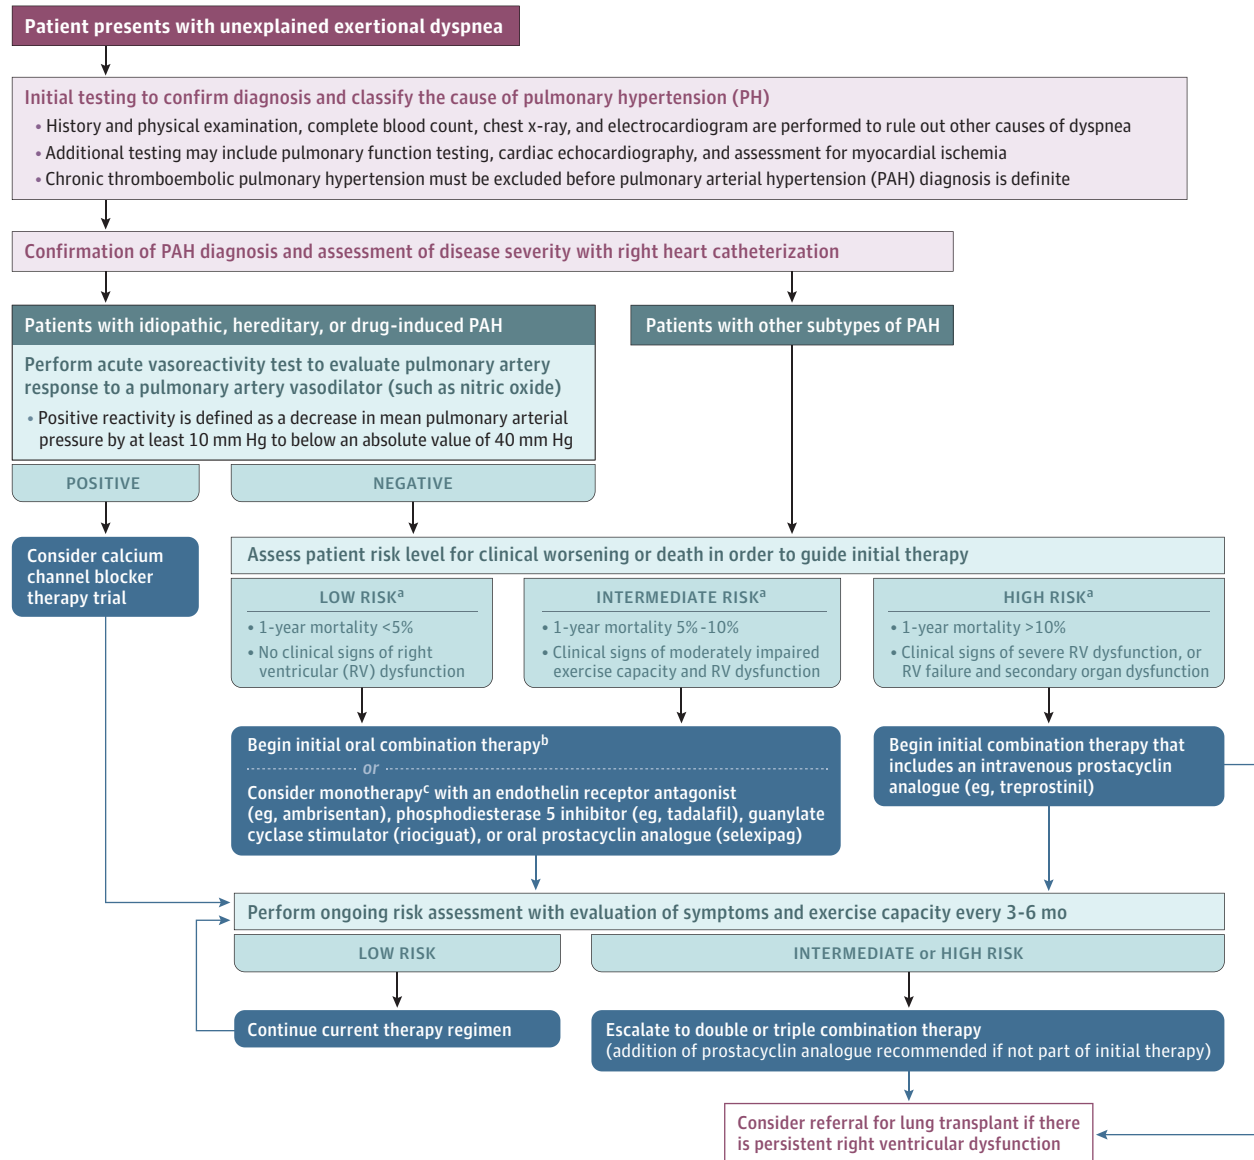 Patient presents with unexplained exertional dyspnea
Initial testing to confirm diagnosis and classify the cause of pulmonary hypertension (PH)
• History and physical examination, complete blood count, chest x-ray, and electrocardiogram are performed to rule out other causes of dyspnea
• Additional testing may include pulmonary function testing, cardiac echocardiography, and assessment for myocardial ischemia
• Chronic thromboembolic pulmonary hypertension must be excluded before pulmonary arterial hypertension (PAH) diagnosis is definite
Confirmation of PAH diagnosis and assessment of disease severity with right heart catheterization
Patients with idiopathic, hereditary, or drug-induced PAH
Perform acute vasoreactivity test to evaluate pulmonary artery
response to a pulmonary artery vasodilator (such as nitric oxide)
• Positive reactivity is defined as a decrease in mean pulmonary arterial
pressure by at least 10 mm Hg to below an absolute value of 40 mm Hg
Patients with other subtypes of PAH
POSITIVE
NEGATIVE
Consider calcium
channel blocker
therapy trial
Assess patient risk level for clinical worsening or death in order to guide initial therapy
LOW RISKa
• 1-year mortality <5%
• No clinical signs of right
ventricular (RV) dysfunction
INTERMEDIATE RISKa
• 1-year mortality 5%-10%
• Clinical signs of moderately impaired
exercise capacity and RV dysfunction
HIGH RISKa
• 1-year mortality >10%
• Clinical signs of severe RV dysfunction, or
RV failure and secondary organ dysfunction
Begin initial oral combination therapyb
or
Consider monotherapyc with an endothelin receptor antagonist
(eg, ambrisentan), phosphodiesterase 5 inhibitor (eg, tadalafil), guanylate
cyclase stimulator (riociguat), or oral prostacyclin analogue (selexipag)
Begin initial combination therapy that
includes an intravenous prostacyclin
analogue (eg, treprostinil)
Perform ongoing risk assessment with evaluation of symptoms and exercise capacity every 3-6 mo
LOW RISK
INTERMEDIATE or HIGH RISK
Continue current therapy regimen
Escalate to double or triple combination therapy
(addition of prostacyclin analogue recommended if not part of initial therapy)
Consider referral for lung transplant if there
is persistent right ventricular dysfunction